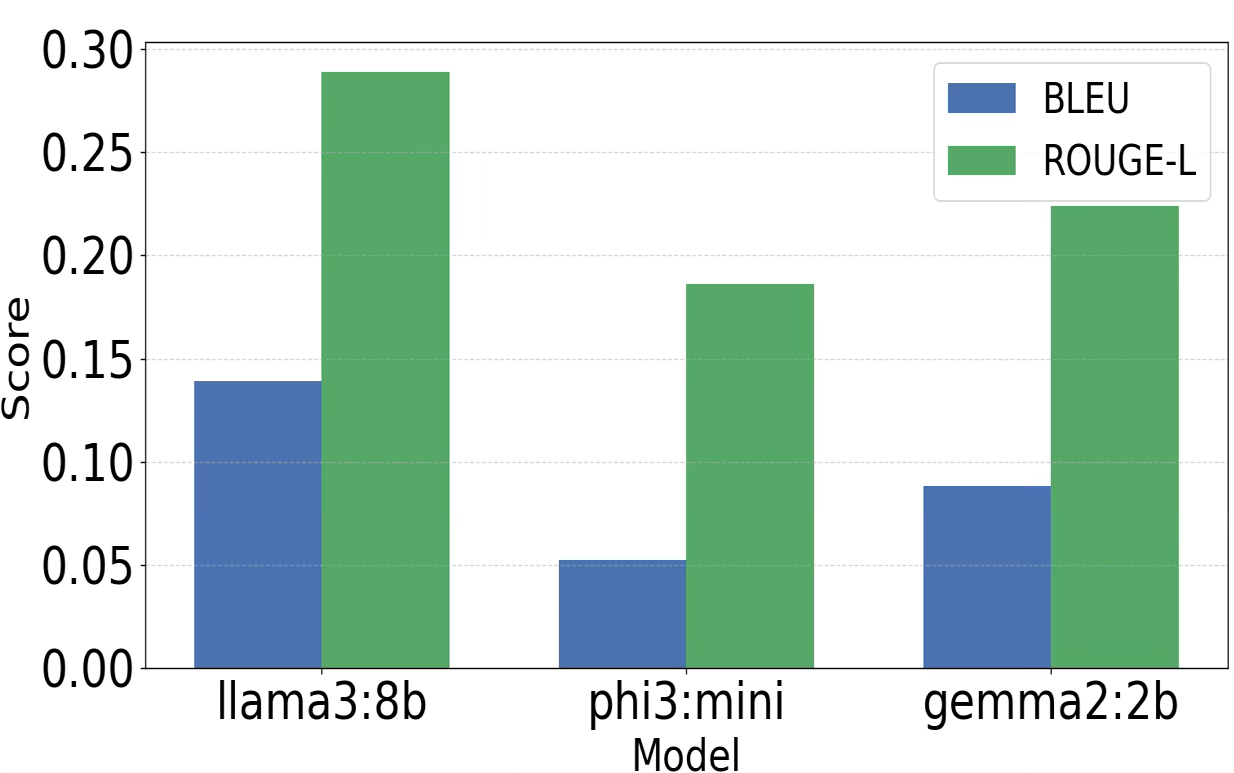 0.30
0.25
0.20
0.15
0.10
0.05
0.00
Score
BLEU
ROUGE-L
llama3:8b
phi3:mini
gemma2:2b
Model